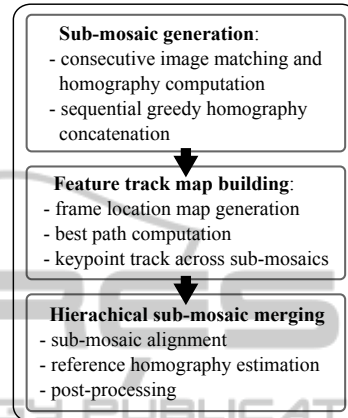 Sub-mosaic generation:
- consecutive image matching and
homography computation
- sequential greedy homography
concatenation
Feature track map building:
- frame location map generation
- best path computation
- keypoint track across sub-mosaics
Hierachical sub-mosaic merging
- sub-mosaic alignment
- reference homography estimation
- post-processing